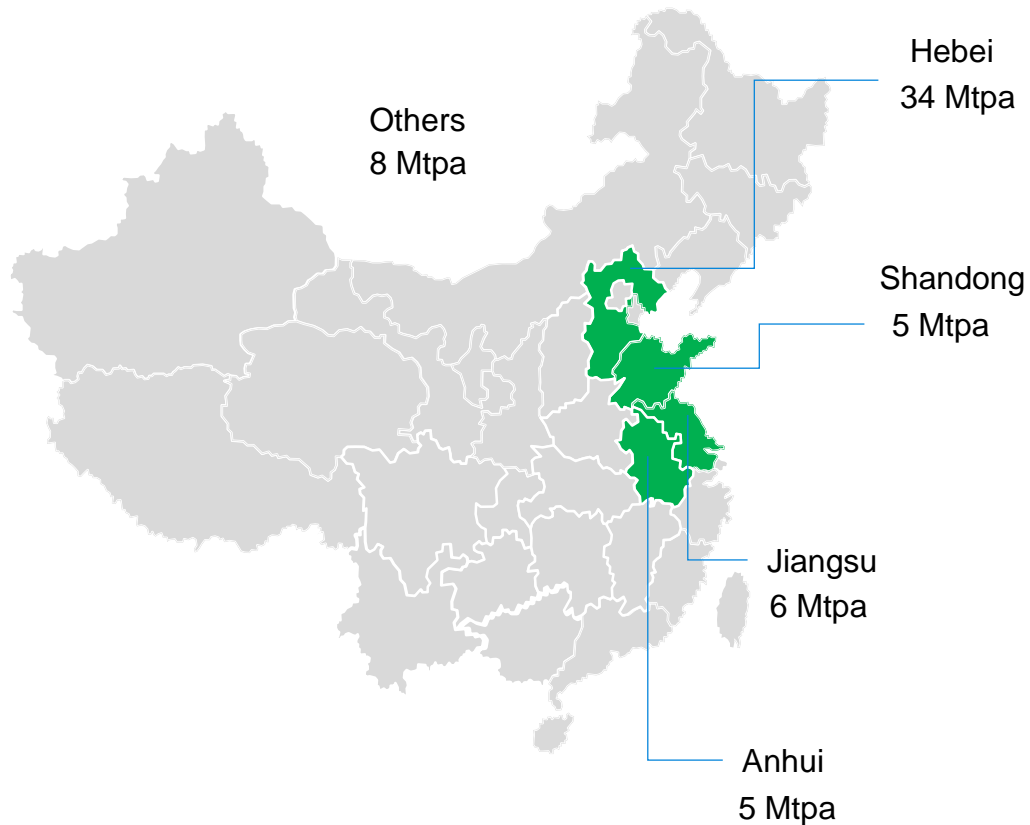 Hebei
34 Mtpa
Others
8 Mtpa
Shandong
5 Mtpa
Jiangsu
6 Mtpa
Anhui
5 Mtpa